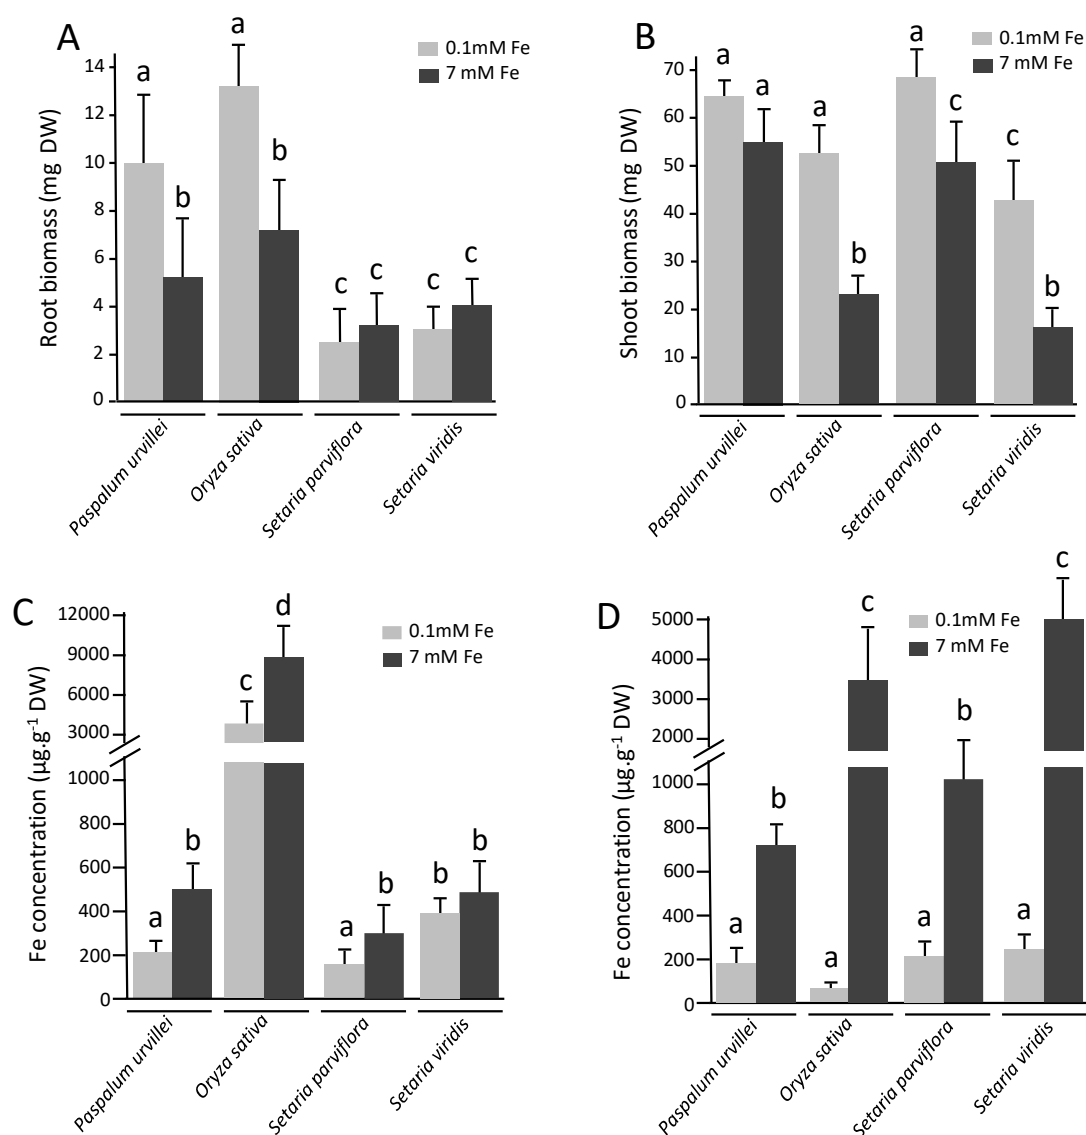 A
0.1mM Fe
7 mM Fe
Root biomass (mg DW)
14
12
10
8
6
4
2
0
a
b
a
b
c
c
c
c
Paspalum urvillei
Oryza sativa
Setaria parviflora
Setaria viridis
B
0.1mM Fe
7 mM Fe
Shoot biomass (mg DW)
70
60
50
40
30
20
10
0
a
a
a
b
a
c
c
b
Paspalum urvillei
Oryza sativa
Setaria parviflora
Setaria viridis
C
0.1mM Fe
7 mM Fe
Fe concentration (µg.g⁻¹ DW)
12000
9000
6000
3000
1000
800
600
400
200
0
a
b
c
d
a
b
b
b
Paspalum urvillei
Oryza sativa
Setaria parviflora
Setaria viridis
D
0.1mM Fe
7 mM Fe
Fe concentration (µg.g⁻¹ DW)
5000
4000
3000
2000
1000
800
600
400
200
0
a
b
a
c
a
b
a
c
Paspalum urvillei
Oryza sativa
Setaria parviflora
Setaria viridis